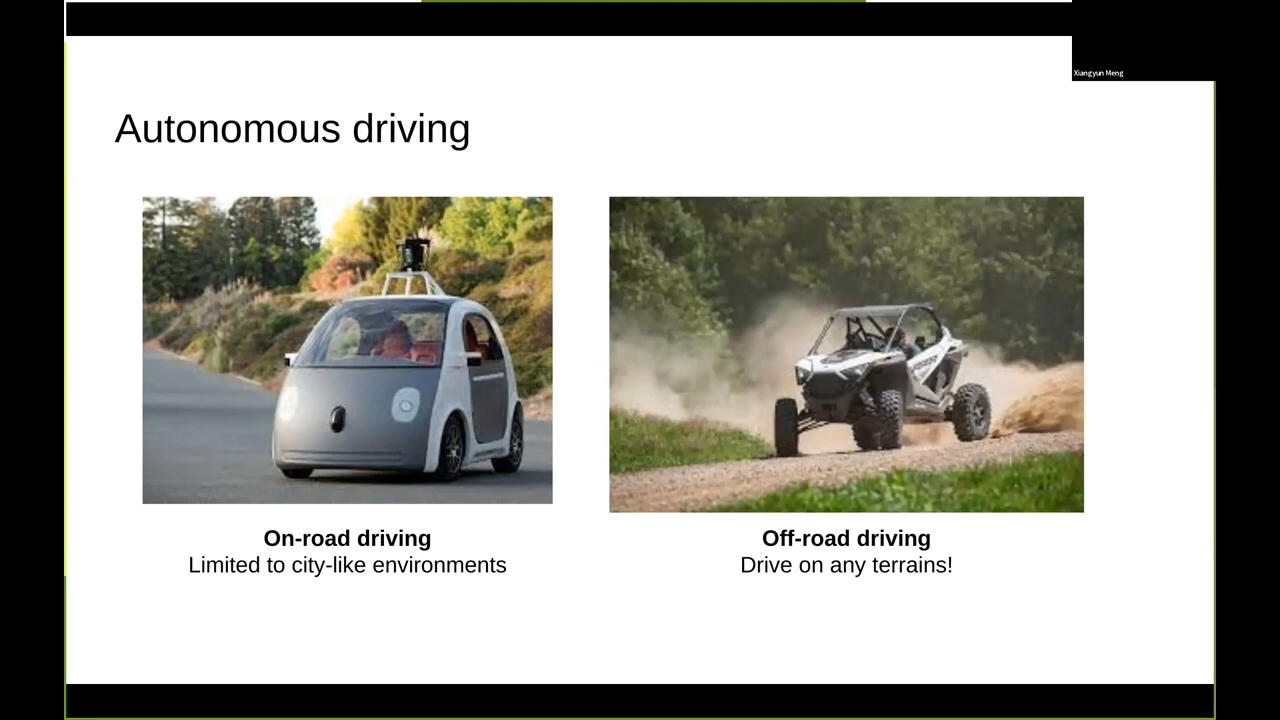 Xiangyun Meng
Autonomous driving
On-road driving
Limited to city-like environments
Off-road driving
Drive on any terrains!